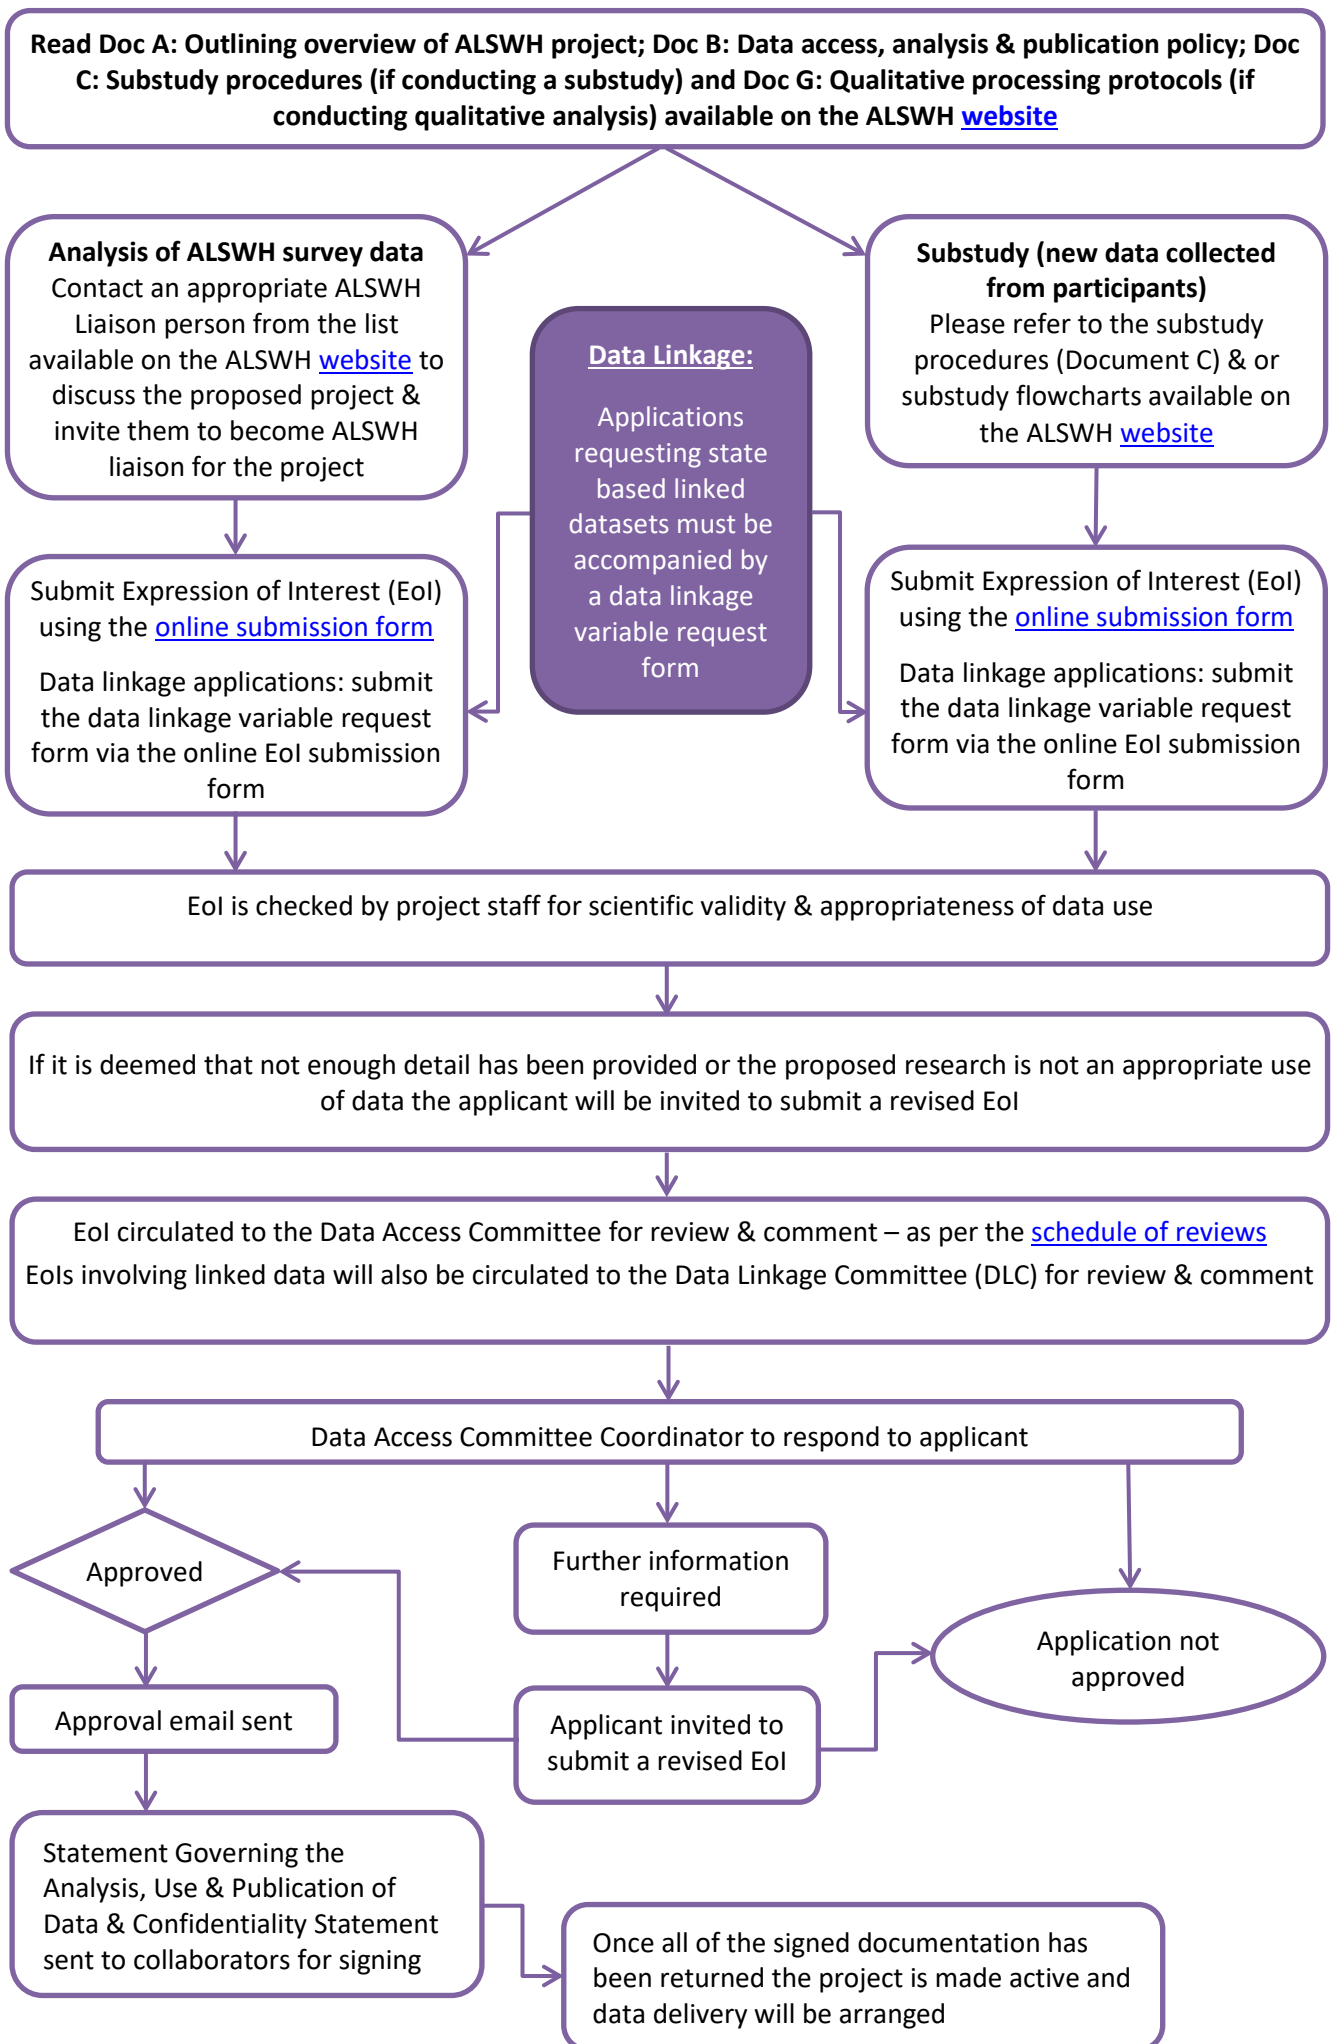 Read Doc A: Outlining overview of ALSWH project; Doc B: Data access, analysis & publication policy; Doc
C: Substudy procedures (if conducting a substudy) and Doc G: Qualitative processing protocols (if
conducting qualitative analysis) available on the ALSWH website
Analysis of ALSWH survey data
Contact an appropriate ALSWH
Liaison person from the list
available on the ALSWH website to
discuss the proposed project &
invite them to become ALSWH
liaison for the project
Data Linkage:
Applications
requesting state
based linked
datasets must be
accompanied by
a data linkage
variable request
form
Substudy (new data collected
from participants)
Please refer to the substudy
procedures (Document C) & or
substudy flowcharts available on
the ALSWH website
Submit Expression of Interest (EoI)
using the online submission form
Data linkage applications: submit
the data linkage variable request
form via the online EoI submission
form
Submit Expression of Interest (EoI)
using the online submission form
Data linkage applications: submit
the data linkage variable request
form via the online EoI submission
form
EoI is checked by project staff for scientific validity & appropriateness of data use
If it is deemed that not enough detail has been provided or the proposed research is not an appropriate use
of data the applicant will be invited to submit a revised EoI
EoI circulated to the Data Access Committee for review & comment – as per the schedule of reviews
EoIs involving linked data will also be circulated to the Data Linkage Committee (DLC) for review & comment
Data Access Committee Coordinator to respond to applicant
Approved
Further information
required
Application not
approved
Approval email sent
Applicant invited to
submit a revised EoI
Statement Governing the
Analysis, Use & Publication of
Data & Confidentiality Statement
sent to collaborators for signing
Once all of the signed documentation has
been returned the project is made active and
data delivery will be arranged